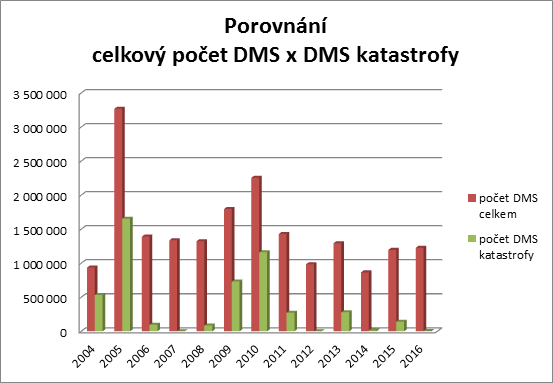 Porovnání
celkový počet DMS x DMS katastrofy
3 500 000
3 000 000
2 500 000
2 000 000
1 500 000
1 000 000
500 000
0
2004 2005 2006 2007 2008 2009 2010 2011 2012 2013 2014 2015 2016
počet DMS
celkem
počet DMS
katastrofy